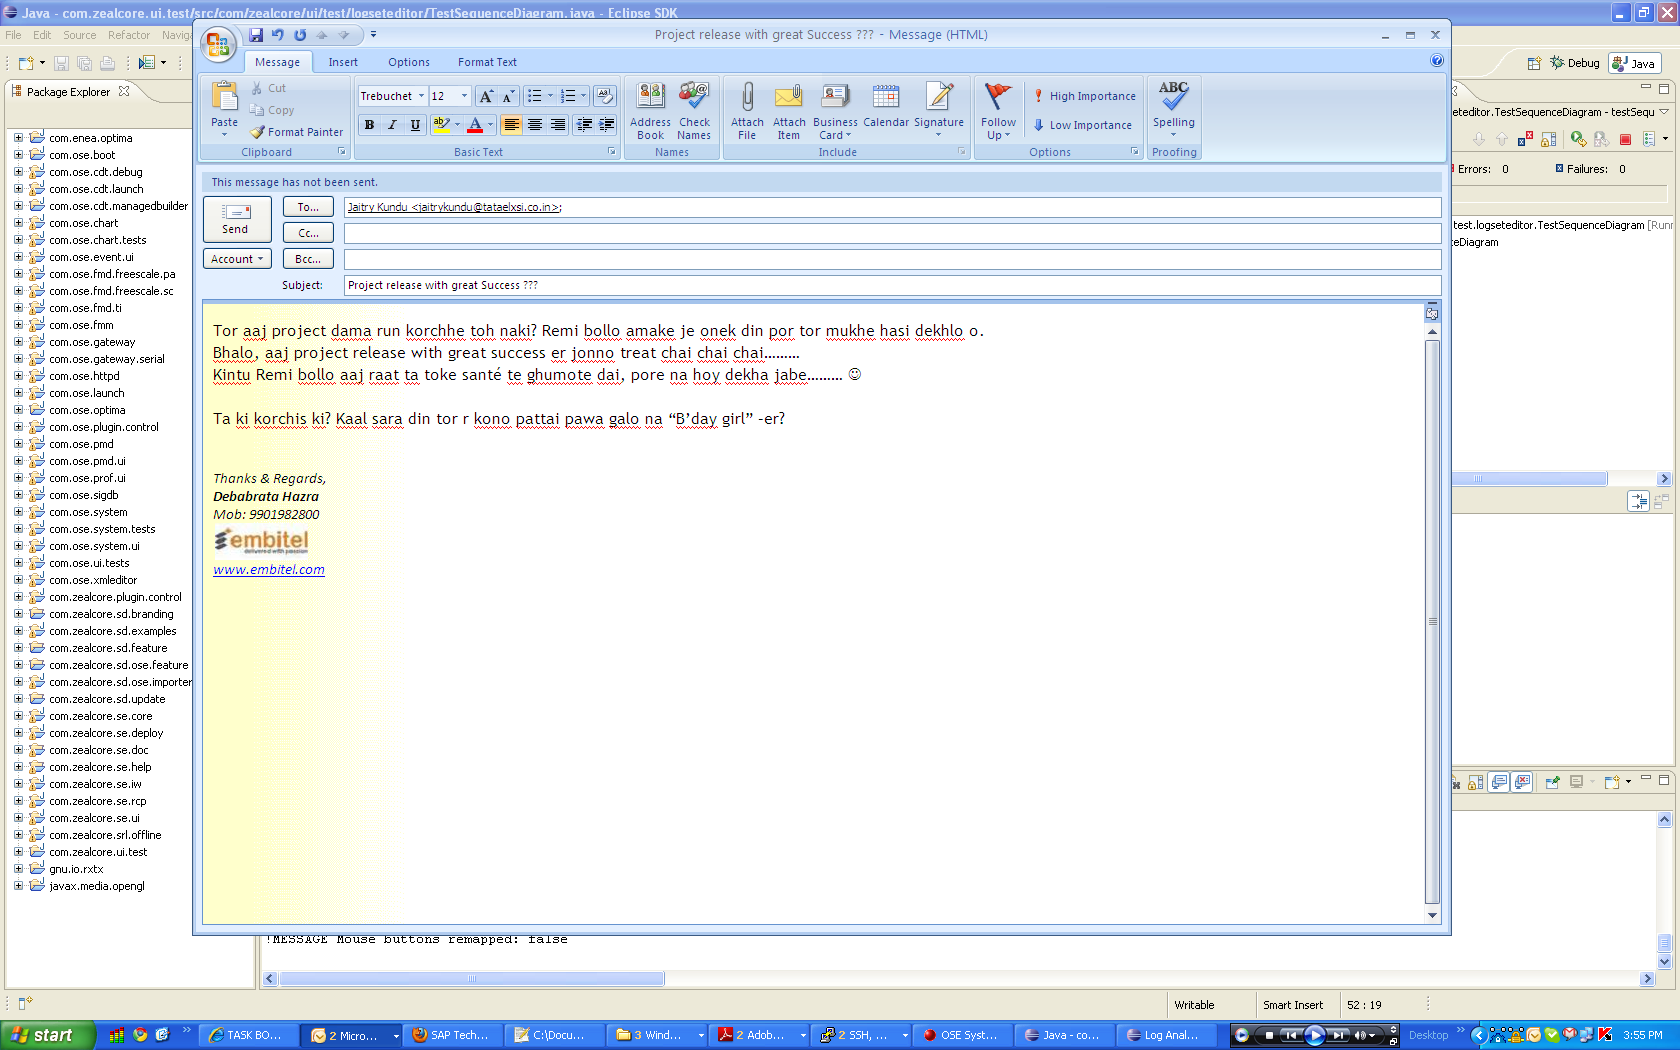 Java - com.zealcore.ui.test/src/com/zealcore/ui/test/logseteditor/TestSequenceDiagram.java - Eclipse SDK
File Edit Source Refactor Naviga
Project release with great Success ??? - Message (HTML)
Message Insert Options Format Text
Paste
Cut
Copy
Format Painter
Clipboard
Trebuchet 12
B I U
Basic Text
Address Book
Check Names
Names
Attach File
Attach Item
Business Card
Calendar
Signature
Include
Follow Up
High Importance
Low Importance
Options
ABC
Spelling
Proofing
Debug Java
This message has not been sent.
Send
Account
To...
Jaitry Kundu <jaitrykundu@tataelxsi.co.in>;
Cc...
Bcc...
Subject: Project release with great Success ???
Tor aaj project dama run korchhe toh naki? Remi bollo amake je onek din por tor mukhe hasi dekhlo o.
Bhalo, aaj project release with great success er jonno treat chai chai chai………
Kintu Remi bollo aaj raat ta toke santé te ghumote dai, pore na hoy dekha jabe……… ☺
Ta ki korchis ki? Kaal sara din tor r kono pattai pawa galo na “B’day girl” -er?
Thanks & Regards,
Debabrata Hazra
Mob: 9901982800
embitel
delivered with passion
www.embitel.com
Package Explorer
com.enea.optima
com.ose.boot
com.ose.cdt.debug
com.ose.cdt.launch
com.ose.cdt.managedbuilder
com.ose.chart
com.ose.chart.tests
com.ose.event.ui
com.ose.fmd.freescale.pa
com.ose.fmd.freescale.sc
com.ose.fmd.ti
com.ose.fmm
com.ose.gateway
com.ose.gateway.serial
com.ose.httpd
com.ose.launch
com.ose.optima
com.ose.plugin.control
com.ose.pmd
com.ose.pmd.ui
com.ose.prof.ui
com.ose.sigdb
com.ose.system
com.ose.system.tests
com.ose.system.ui
com.ose.ui.tests
com.ose.xmleditor
com.zealcore.plugin.control
com.zealcore.sd.branding
com.zealcore.sd.examples
com.zealcore.sd.feature
com.zealcore.sd.ose.feature
com.zealcore.sd.ose.importer
com.zealcore.sd.update
com.zealcore.se.core
com.zealcore.se.deploy
com.zealcore.se.doc
com.zealcore.se.help
com.zealcore.se.iw
com.zealcore.se.rcp
com.zealcore.se.ui
com.zealcore.srl.offline
com.zealcore.ui.test
gnu.io.rxtx
javax.media.opengl
seteditor.TestSequenceDiagram - testSequ
Errors: 0 Failures: 0
test.logseteditor.TestSequenceDiagram [Runn
ceDiagram
!MESSAGE Mouse buttons remapped: false
Writable Smart Insert 52 : 19
start
TASK BO...
2 Micro...
SAP Tech...
C:\Docu...
3 Wind...
2 Adob...
2 SSH, ...
OSE Syst...
Java - co...
Log Anal...
Desktop
3:55 PM